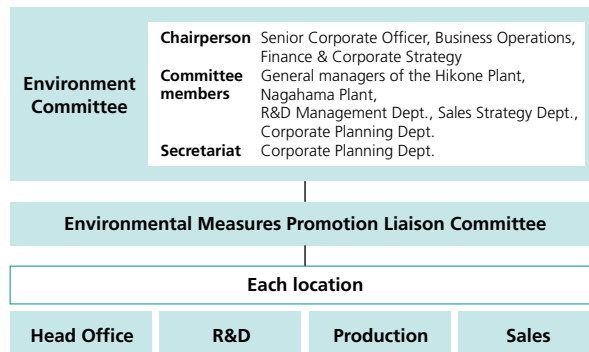 Environment
Committee
Chairperson Senior Corporate Officer, Business Operations,
Finance & Corporate Strategy
Committee General managers of the Hikone Plant,
members Nagahama Plant,
R&D Management Dept., Sales Strategy Dept.,
Corporate Planning Dept.
Secretariat Corporate Planning Dept.
Environmental Measures Promotion Liaison Committee
Each location
Head Office
R&D
Production
Sales